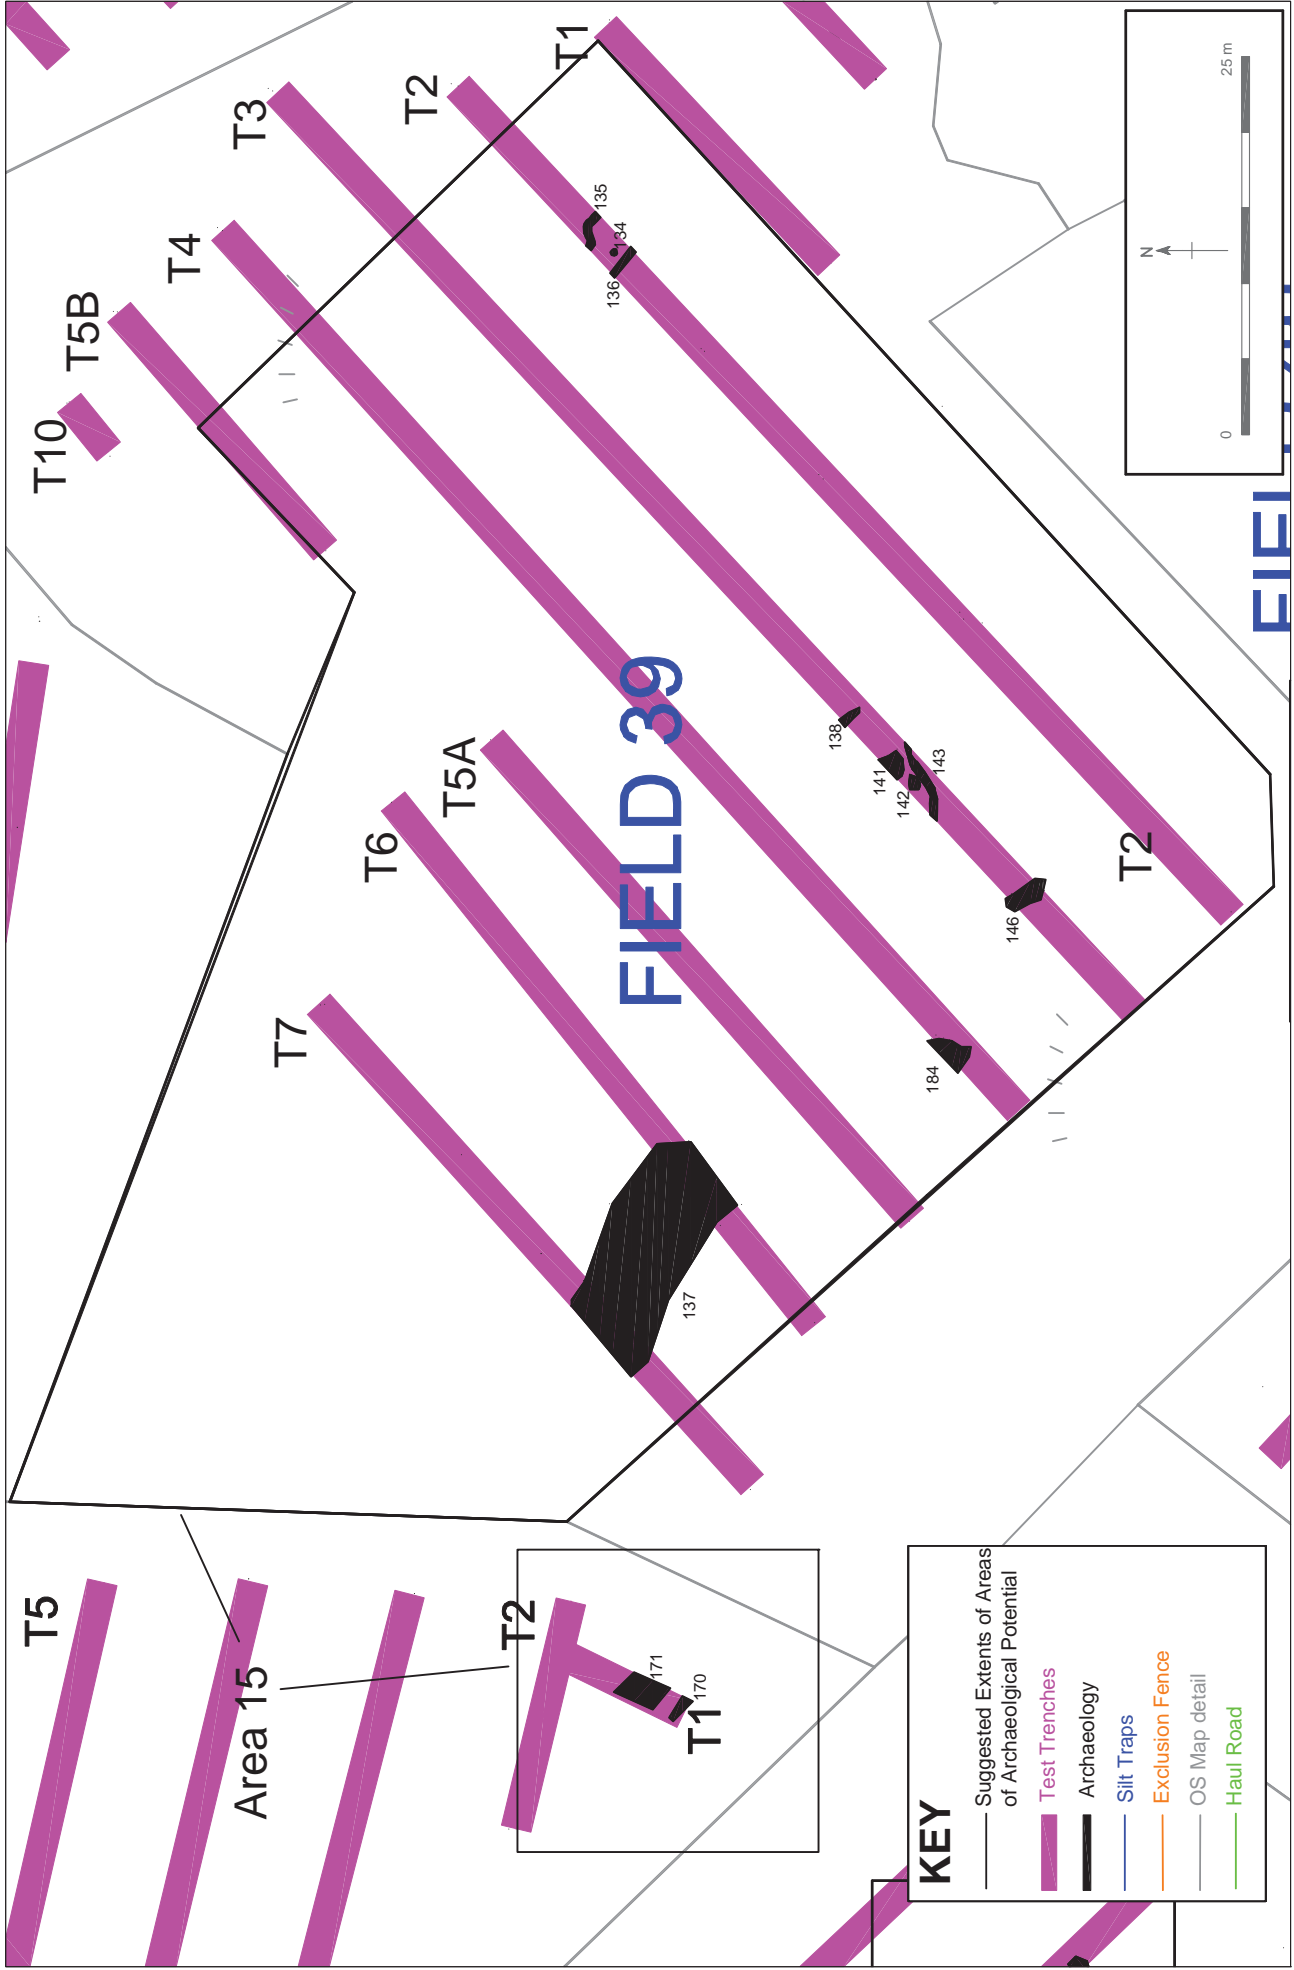 T1
T2
T3
T4
T5B
T10
135
134
136
FIELD 39
T5A
T6
T7
138
141
142
143
146
184
137
T2
25 m
0
N
T5
Area 15
T2
171
170
T1
KEY
Suggested Extents of Areas
of Archaeolgical Potential
Test Trenches
Archaeology
Silt Traps
Exclusion Fence
OS Map detail
Haul Road